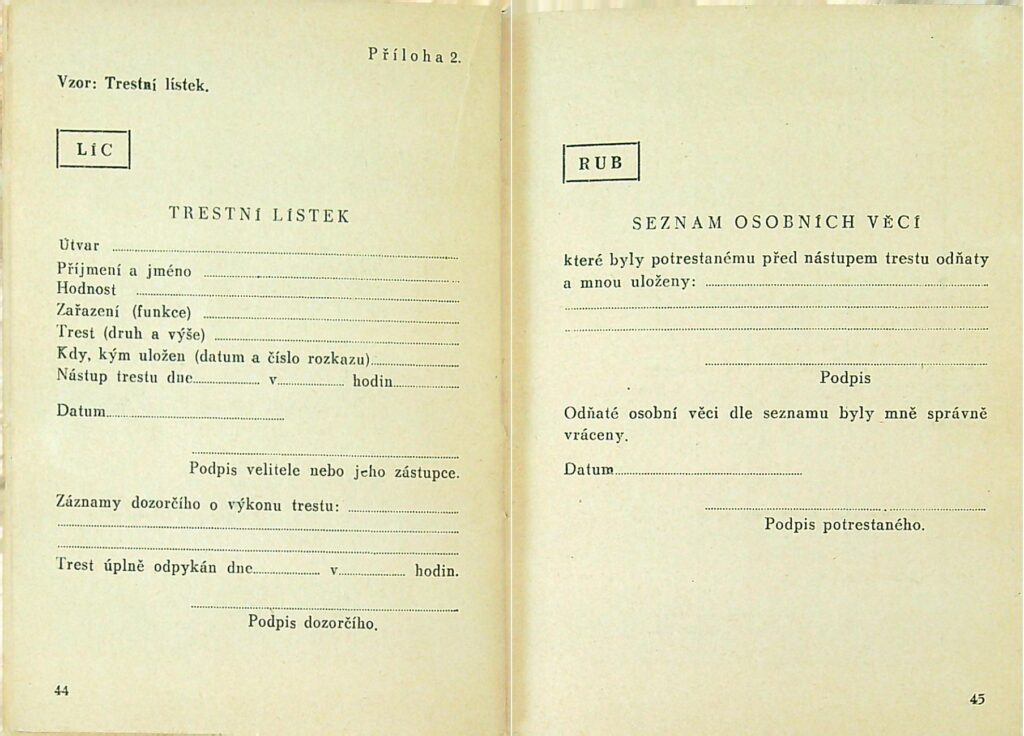 Příloha 2.
Vzor: Trestní lístek.
LÍC
TRESTNÍ LÍSTEK
Útvar
Příjmení a jméno
Hodnost
Zařazení (funkce)
Trest (druh a výše)
Kdy, kým uložen (datum a číslo rozkazu)
Nástup trestu dne v hodin
Datum
Podpis velitele nebo jeho zástupce.
Záznamy dozorčího o výkonu trestu:
Trest úplně odpykán dne v hodin.
Podpis dozorčího.
44
RUB
SEZNAM OSOBNÍCH VĚCÍ
které byly potrestanému před nástupem trestu odňaty
a mnou uloženy:
Podpis
Odňaté osobní věci dle seznamu byly mně správně
vráceny.
Datum
Podpis potrestaného.
45